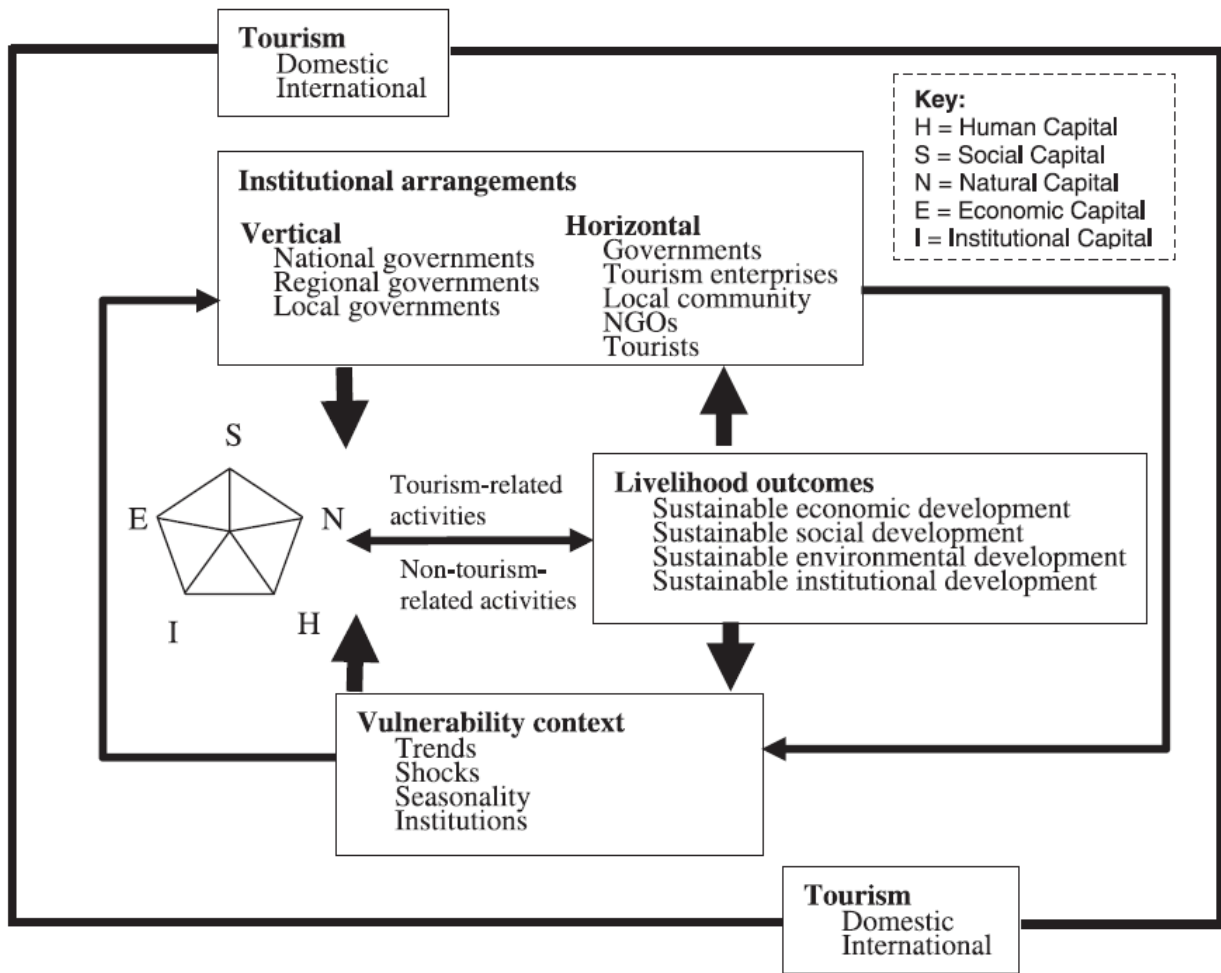 Tourism
Domestic
International
Key:
H = Human Capital
S = Social Capital
N = Natural Capital
E = Economic Capital
I = Institutional Capital
Institutional arrangements
Vertical
National governments
Regional governments
Local governments
Horizontal
Governments
Tourism enterprises
Local community
NGOs
Tourists
S
E
N
I
H
Tourism-related
activities
Non-tourism-
related activities
Livelihood outcomes
Sustainable economic development
Sustainable social development
Sustainable environmental development
Sustainable institutional development
Vulnerability context
Trends
Shocks
Seasonality
Institutions
Tourism
Domestic
International